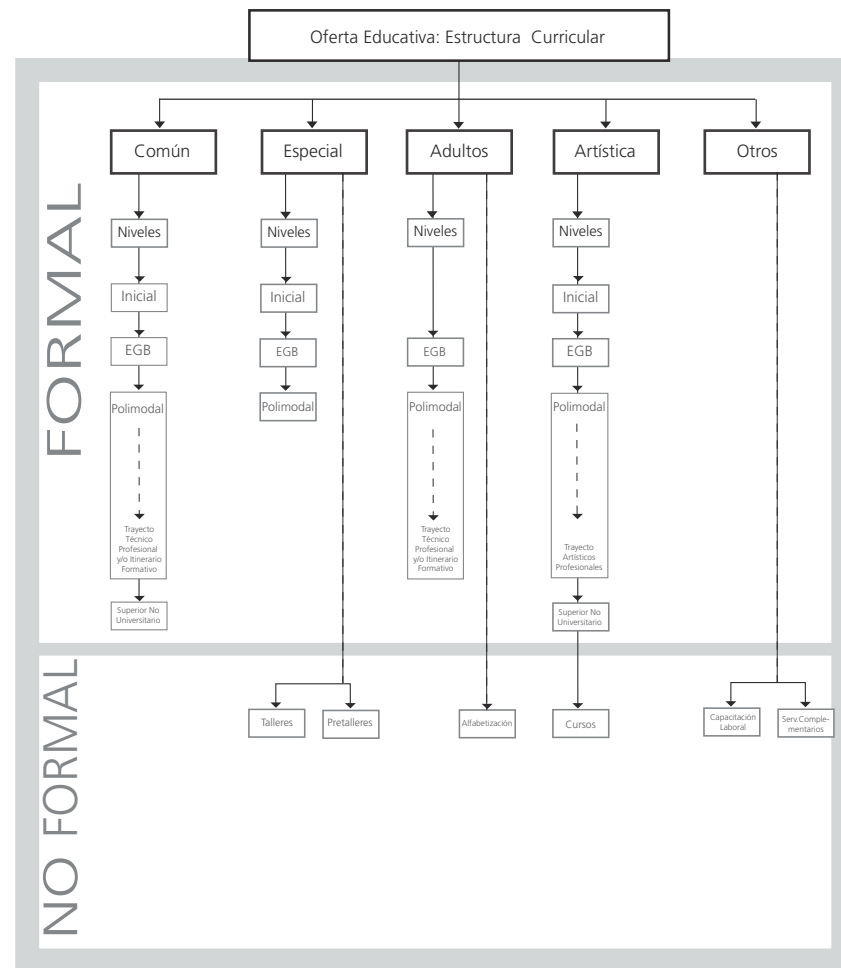 Oferta Educativa: Estructura Curricular
FORMAL
Común
Especial
Adultos
Artística
Otros
Niveles
Niveles
Niveles
Niveles
Inicial
Inicial
Inicial
EGB
EGB
EGB
EGB
Polimodal
Polimodal
Polimodal
Polimodal
Trayecto
Técnico
Profesional
y/o Itinerario
Formativo
Trayecto
Técnico
Profesional
y/o Itinerario
Formativo
Trayecto
Artísticos
Profesionales
Superior No
Universitario
Superior No
Universitario
NO FORMAL
Talleres
Pretalleres
Alfabetización
Cursos
Capacitación
Laboral
Serv.Comple-
mentarios